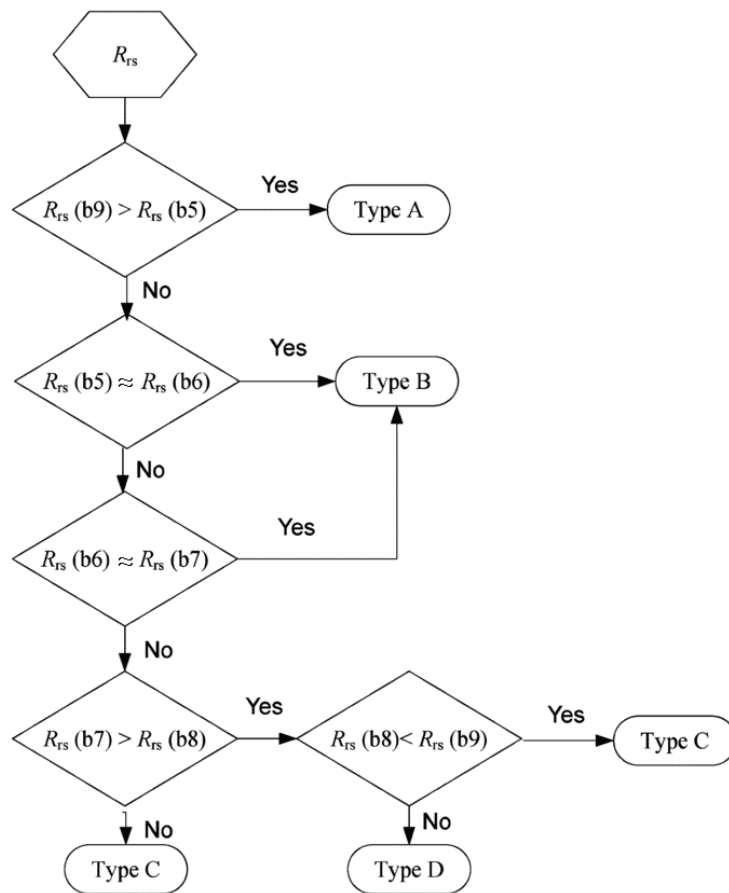 Rrs
Rrs (b9) > Rrs (b5)
Yes
Type A
No
Rrs (b5) ≈ Rrs (b6)
Yes
Type B
No
Rrs (b6) ≈ Rrs (b7)
Yes
No
Rrs (b7) > Rrs (b8)
Yes
Rrs (b8)< Rrs (b9)
Yes
Type C
No
Type C
No
Type D